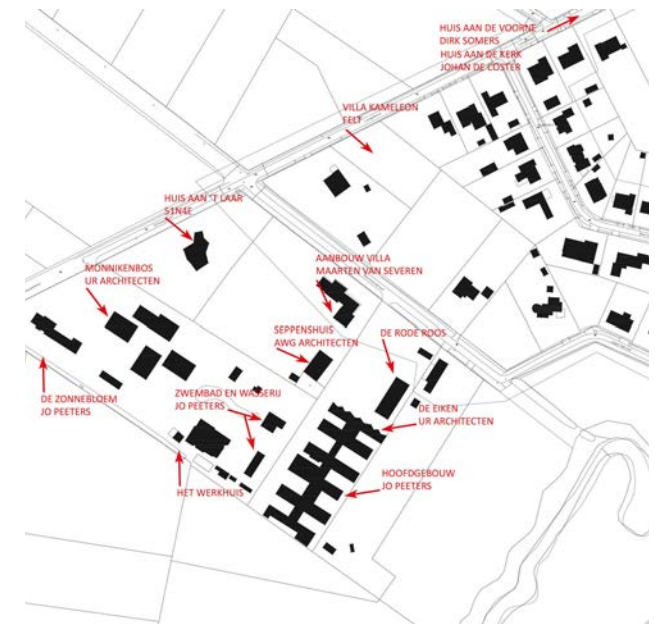 HUIS AAN DE VOORNE
DIRK SOMERS
HUIS AAN DE KERK
JOHAN DE COSTER
VILLA KAMELEON
FELT
HUIS AAN 'T LAAR
51N4E
MONNIKENBOS
UR ARCHITECTEN
AANBOUW VILLA
MAARTEN VAN SEVEREN
SEPPENSHUIS
AWG ARCHITECTEN
DE RODE ROOS
DE ZONNEBLOEM
JO PEETERS
ZWEMBAD EN WASSERIJ
JO PEETERS
DE EIKEN
UR ARCHITECTEN
HOOFDGEBOUW
JO PEETERS
HET WERKHUIS